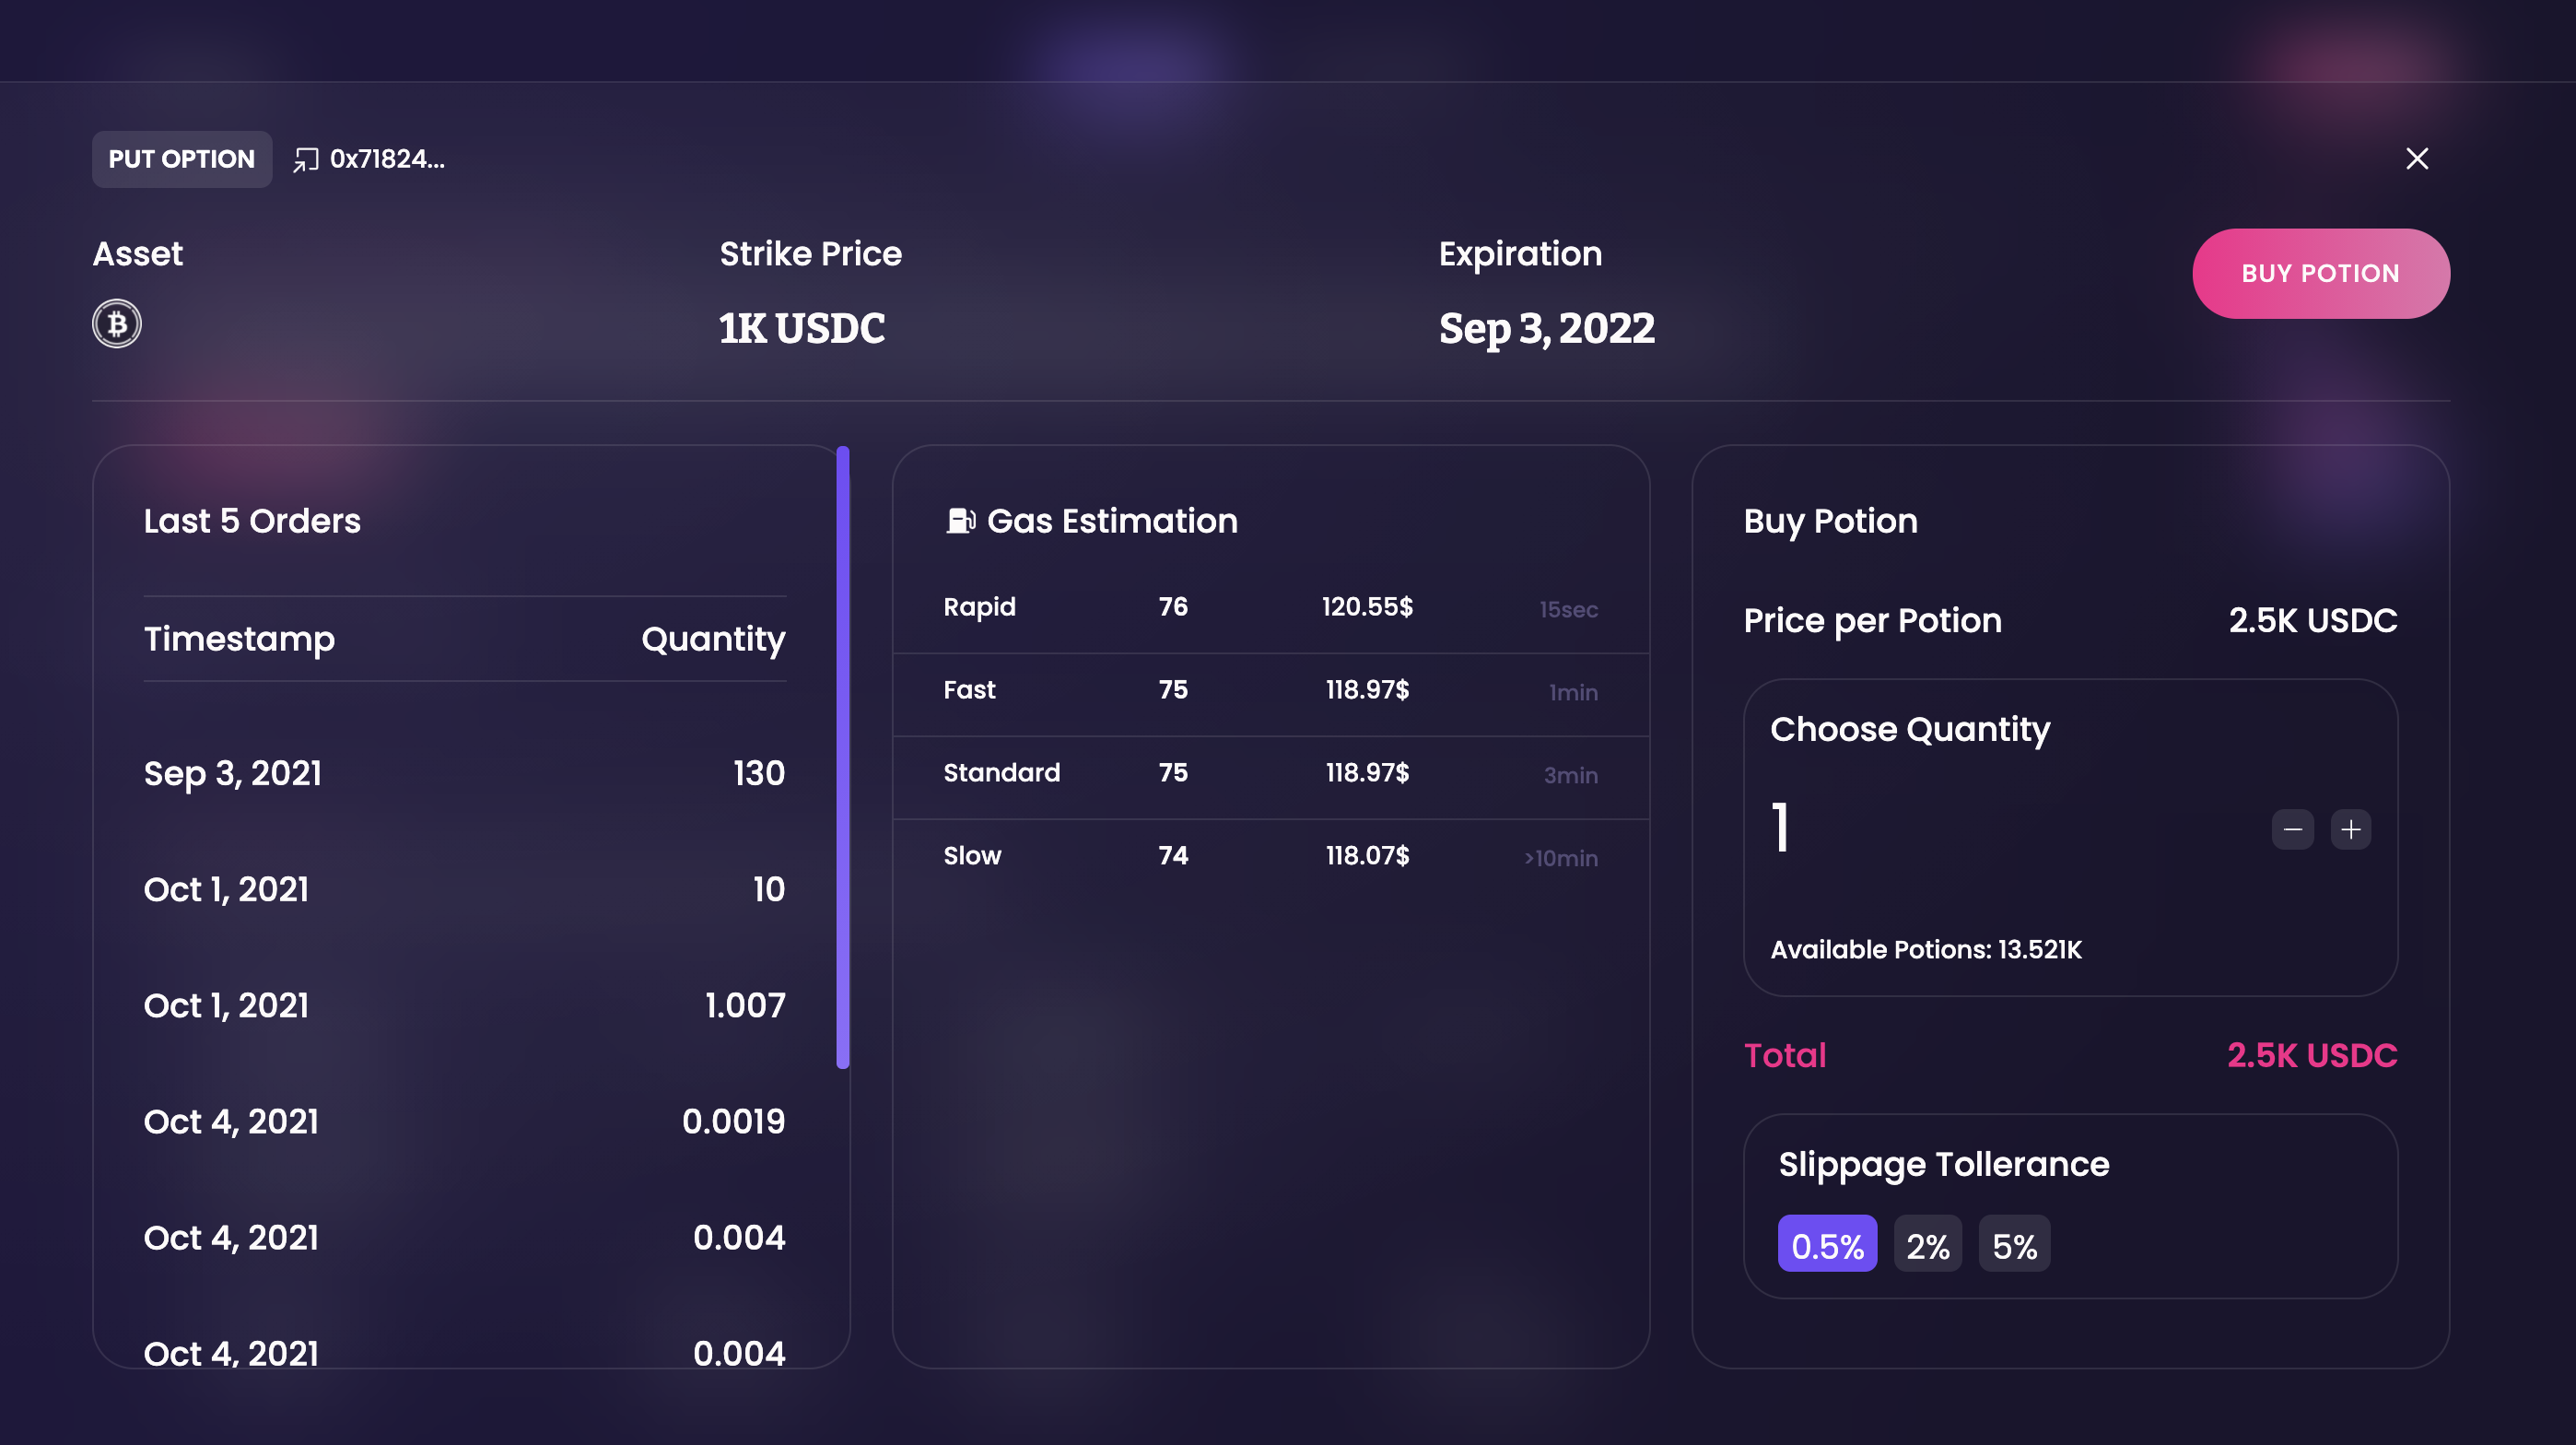 PUT OPTION 0x71824...
Asset
Strike Price
1K USDC
Expiration
Sep 3, 2022
BUY POTION
Last 5 Orders
Timestamp Quantity
Sep 3, 2021 130
Oct 1, 2021 10
Oct 1, 2021 1.007
Oct 4, 2021 0.0019
Oct 4, 2021 0.004
Oct 4, 2021 0.004
Gas Estimation
Rapid 76 120.55$ 15sec
Fast 75 118.97$ 1min
Standard 75 118.97$ 3min
Slow 74 118.07$ >10min
Buy Potion
Price per Potion 2.5K USDC
Choose Quantity
1
Available Potions: 13.521K
Total 2.5K USDC
Slippage Tollerance
0.5% 2% 5%